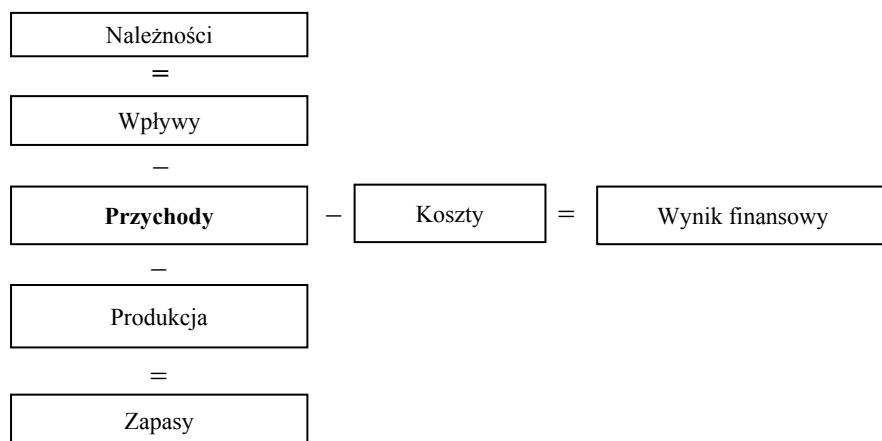 Należności
=
Wpływy
–
Przychody – Koszty = Wynik finansowy
–
Produkcja
=
Zapasy